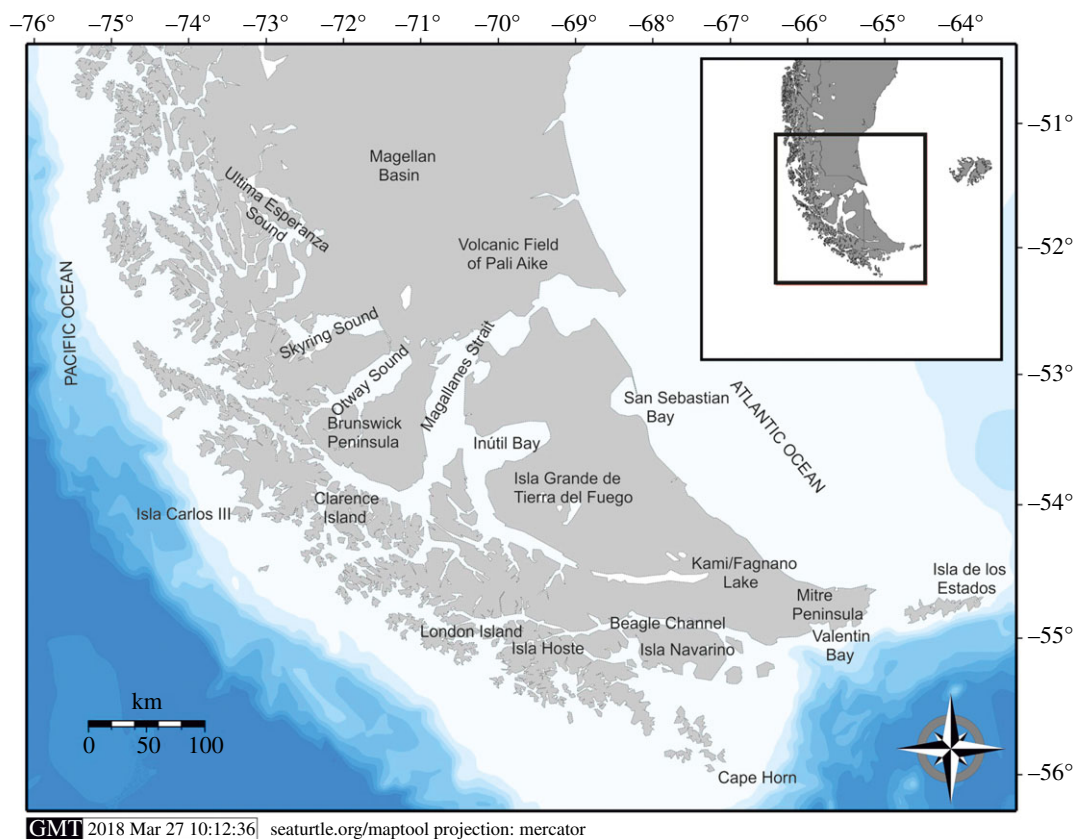 −76° −75° −74° −73° −72° −71° −70° −69° −68° −67° −66° −65° −64°
−51°
Magellan
Basin
Ultima Esperanza
Sound
−52°
Volcanic Field
of Pali Aike
PACIFIC OCEAN
Skyring Sound
Magallanes Strait
Otway Sound
−53°
San Sebastian
Bay
ATLANTIC OCEAN
Brunswick
Peninsula
Inútil Bay
Isla Grande de
Tierra del Fuego
Clarence
Island
Isla Carlos III
−54°
Kami/Fagnano
Lake
Isla de los
Estados
Mitre
Peninsula
London Island
Beagle Channel
Valentin
Bay
−55°
Isla Hoste
Isla Navarino
km
0 50 100
Cape Horn
−56°
GMT 2018 Mar 27 10:12:36 seaturtle.org/maptool projection: mercator